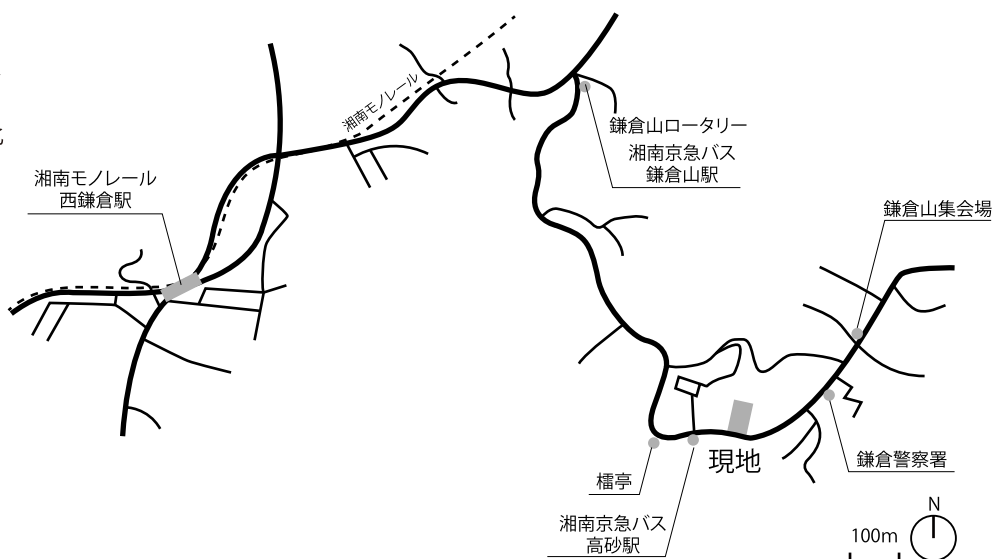 湘南モノレール
鎌倉山ロータリー
湘南京急バス
鎌倉山駅
湘南モノレール
西鎌倉駅
鎌倉山集会場
現地
鎌倉警察署
檑亭
湘南京急バス
高砂駅
100m
N